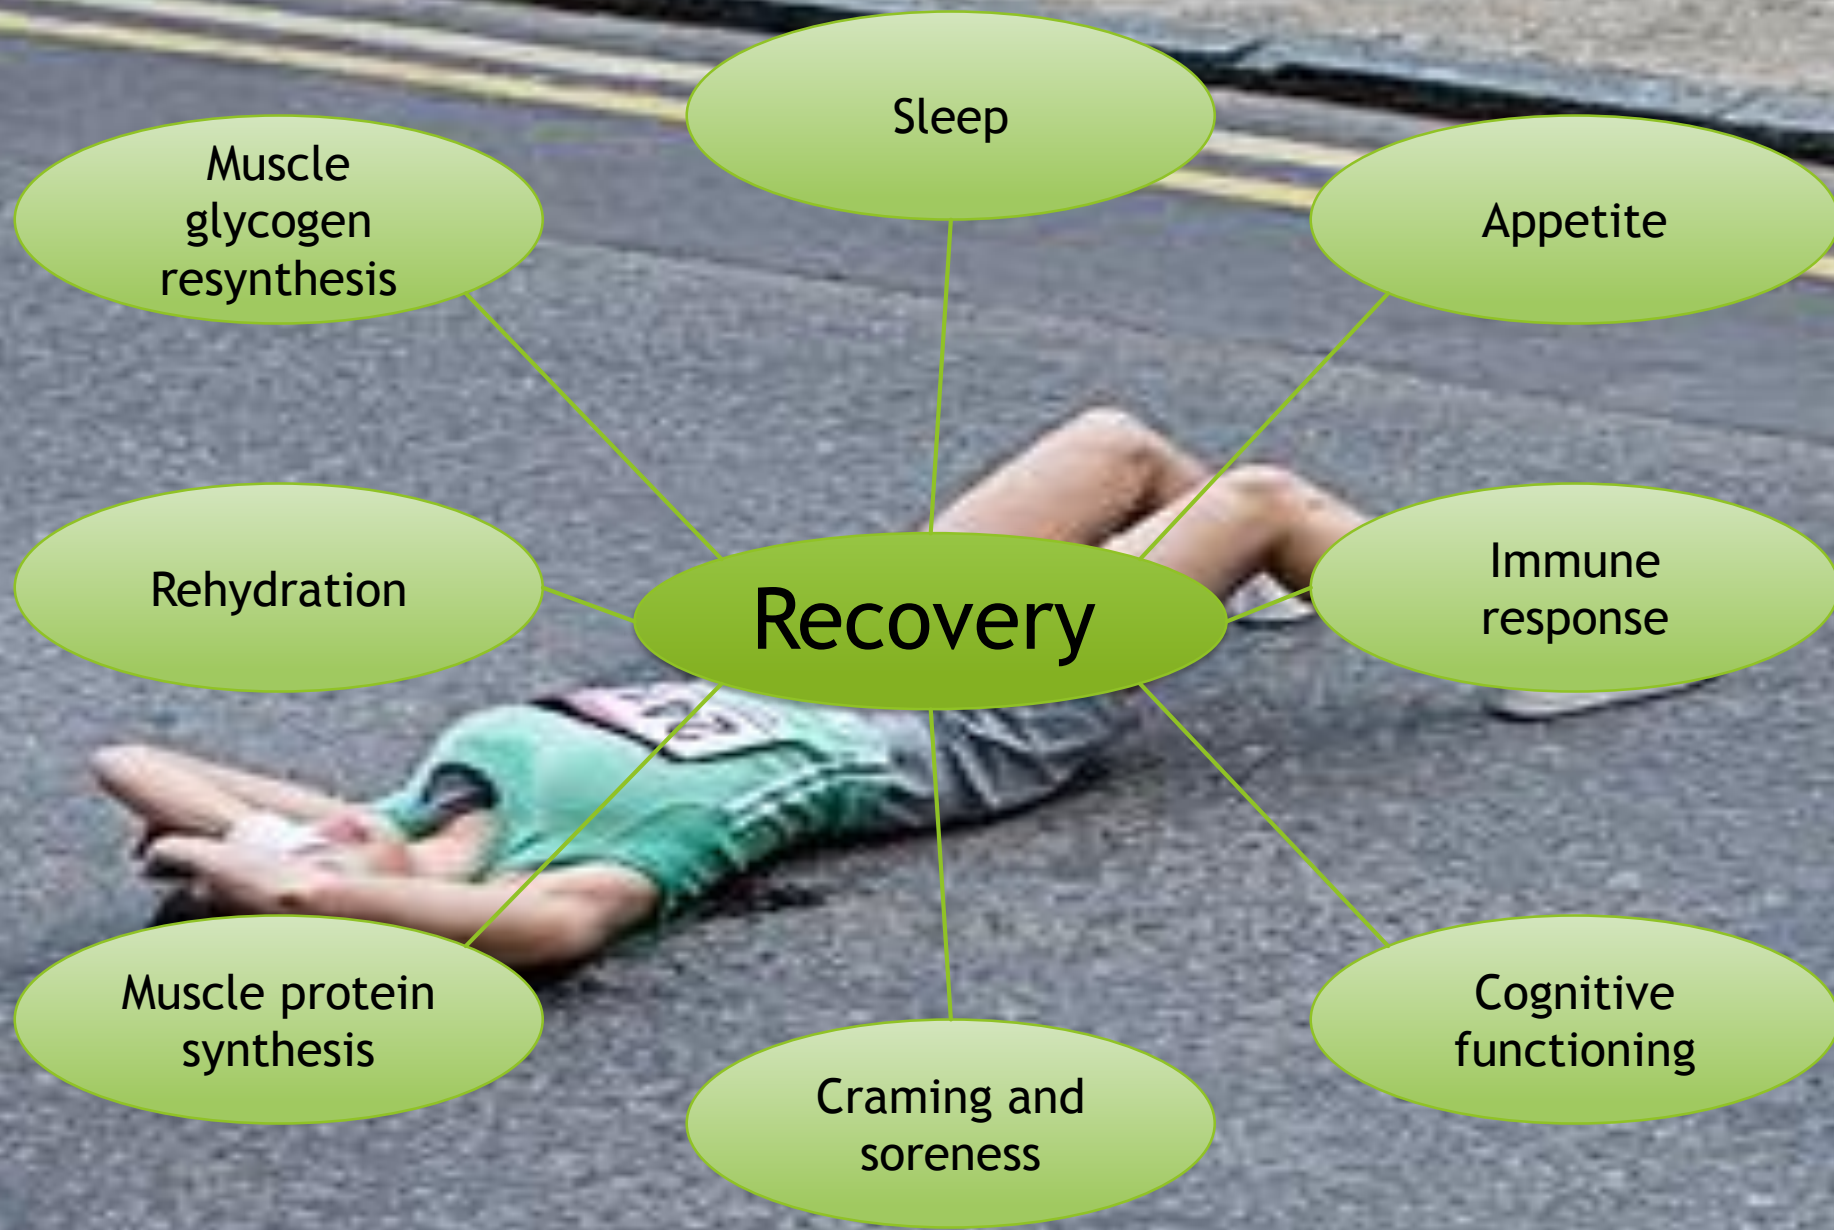 Sleep
Muscle
glycogen
resynthesis
Appetite
Rehydration
Recovery
Immune
response
Muscle protein
synthesis
Craming and
soreness
Cognitive
functioning